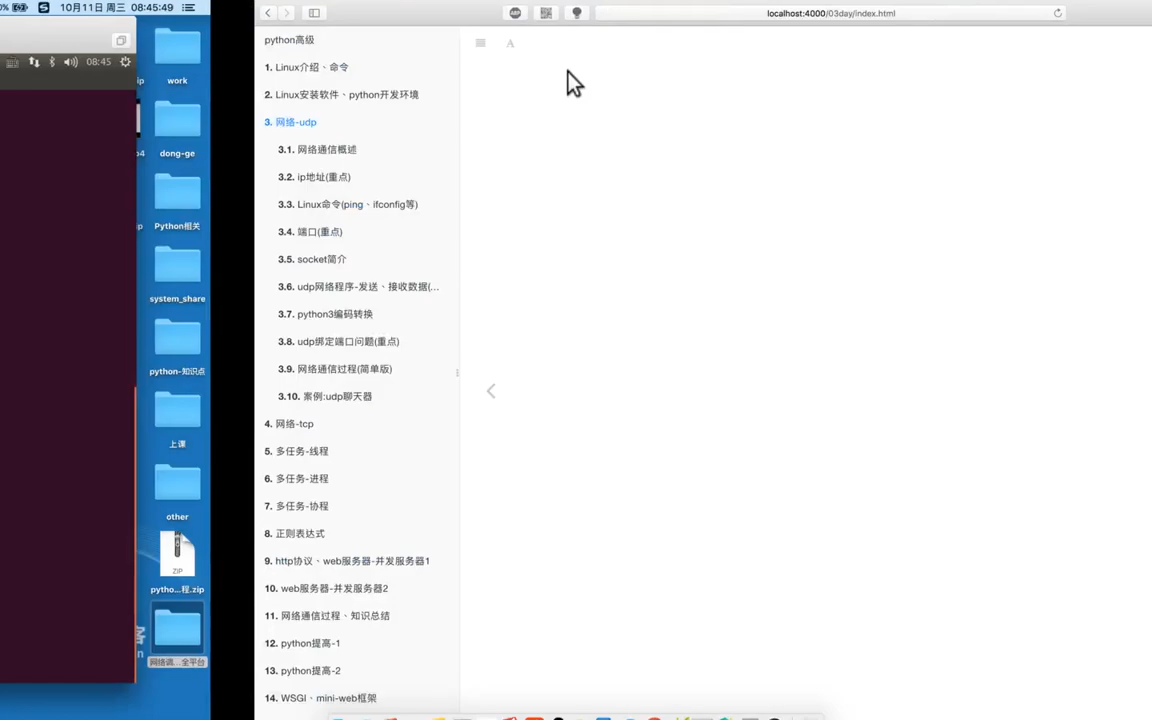 10月11日 周三 08:45:49
08:45
work
dong-ge
Python相关
system_share
python-知识点
上课
other
ZIP
pytho...程.zip
网络调...全平台
localhost:4000/03day/index.html
A
python高级
1. Linux介绍、命令
2. Linux安装软件、python开发环境
3. 网络-udp
3.1. 网络通信概述
3.2. ip地址(重点)
3.3. Linux命令(ping、ifconfig等)
3.4. 端口(重点)
3.5. socket简介
3.6. udp网络程序-发送、接收数据(...
3.7. python3编码转换
3.8. udp绑定端口问题(重点)
3.9. 网络通信过程(简单版)
3.10. 案例:udp聊天器
4. 网络-tcp
5. 多任务-线程
6. 多任务-进程
7. 多任务-协程
8. 正则表达式
9. http协议、web服务器-并发服务器1
10. web服务器-并发服务器2
11. 网络通信过程、知识总结
12. python提高-1
13. python提高-2
14. WSGI、mini-web框架